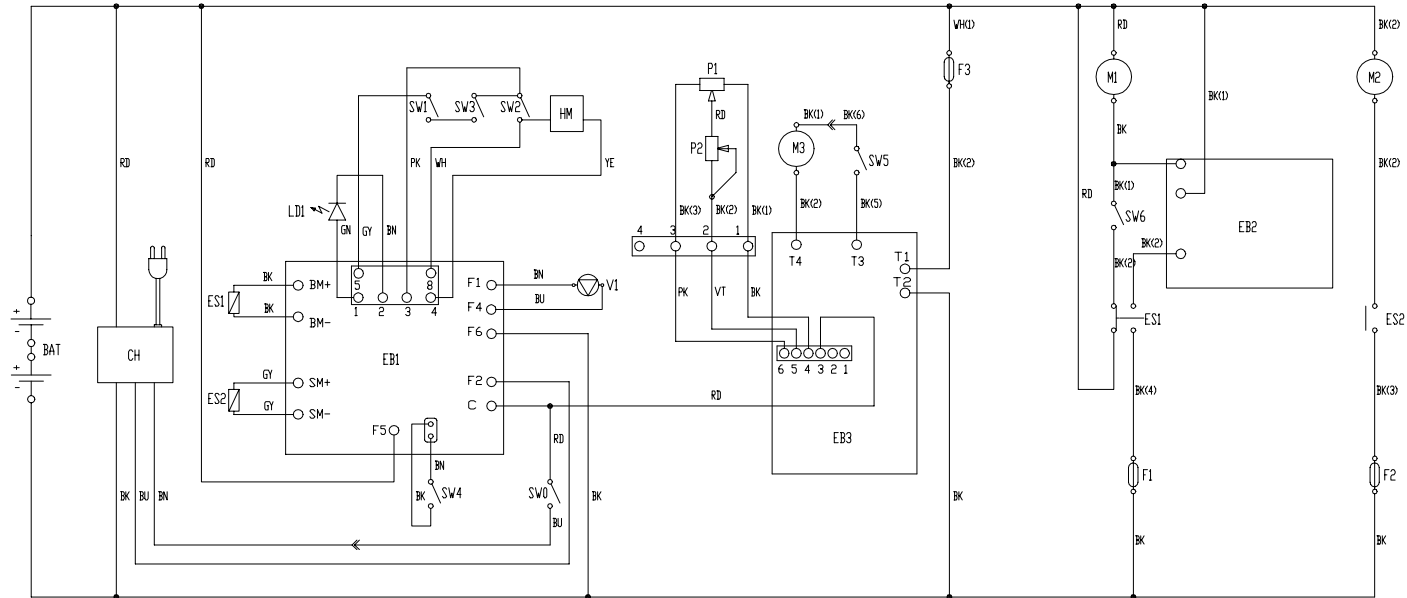 WH(1)
RD
BK(2)
F3
M1
M2
P1
SW1
SW3
SW2
HM
BK(1)
RD
BK(1)
BK(6)
BK
P2
M3
SW5
RD
RD
PK
WH
YE
BK(2)
BK(2)
BK(1)
RD
SW6
LD1
GN
GY
BN
BK(3)
BK(2)
BK(1)
BK(2)
BK(5)
EB2
4
3
2
1
T4
T3
T1
T2
BK(2)
BK(2)
BK
ES1
BK
BM+
BM-
5
8
1
2
3
4
F1
F4
F6
BN
BU
V1
PK
VT
BK
+
-
BAT
+
-
CH
EB1
ES1
ES2
6
5
4
3
2
1
GY
ES2
GY
SM+
SM-
F2
C
RD
BK(4)
BK(3)
F5
EB3
RD
BN
BK
SW4
SW0
BU
BK
BU
BN
BK
BK
F1
F2
BK
BK